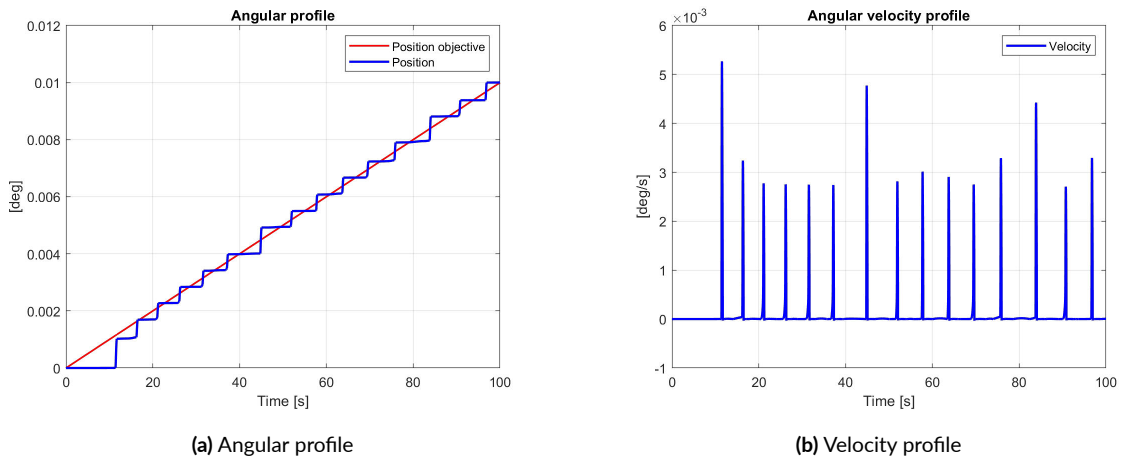 Angular profile
0.012
0.01
0.008
0.006
0.004
0.002
0
[deg]
0
20
40
60
80
100
Time [s]
Position objective
Position
(a) Angular profile
Angular velocity profile
6 ×10⁻³
5
4
3
2
1
0
-1
[deg/s]
0
20
40
60
80
100
Time [s]
Velocity
(b) Velocity profile